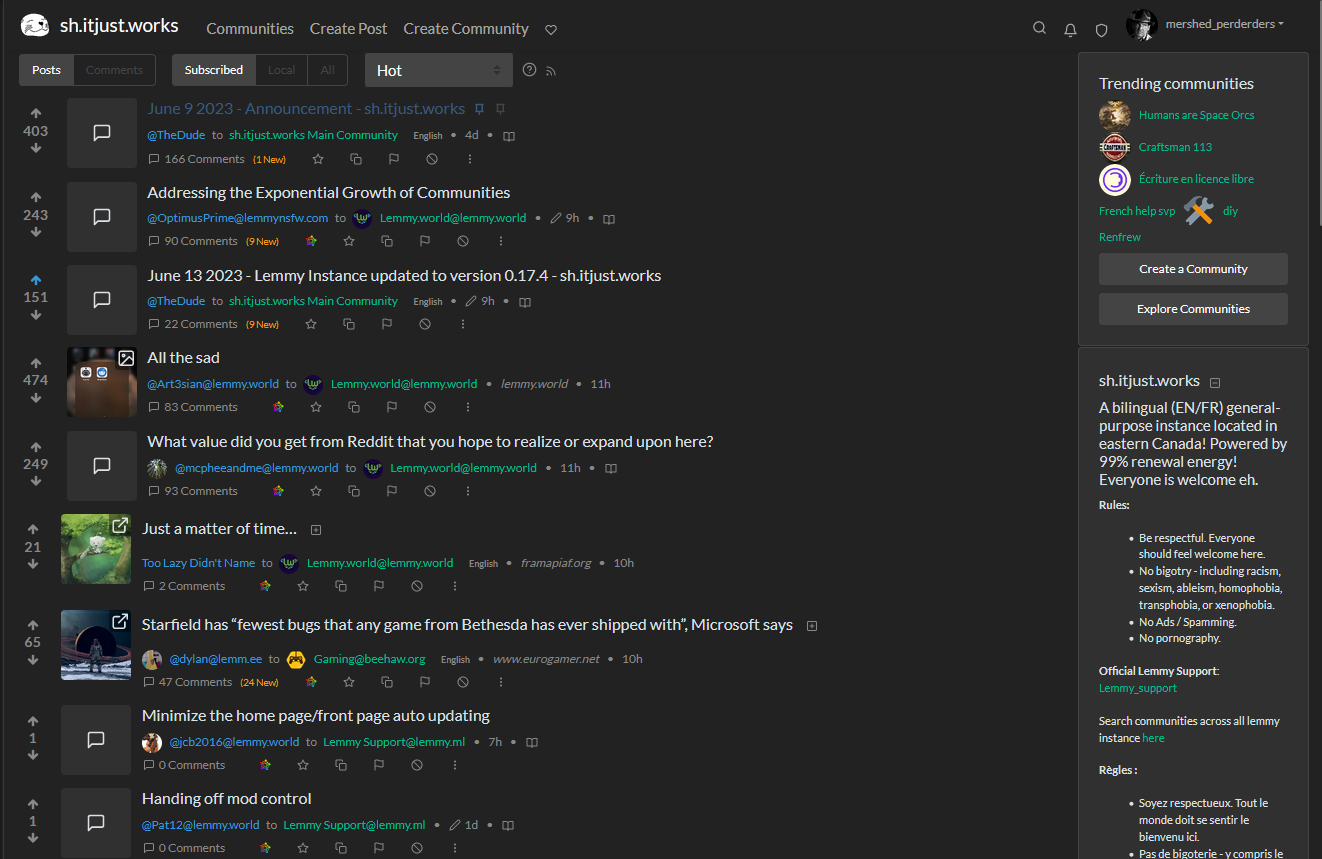 sh.itjust.works Communities Create Post Create Community mershed_perderders
Posts Comments Subscribed Local All Hot
June 9 2023 - Announcement - sh.itjust.works
403
@TheDude to sh.itjust.works Main Community English • 4d •
166 Comments (1 New)
Addressing the Exponential Growth of Communities
243
@OptimusPrime@lemmynsfw.com to Lemmy.world@lemmy.world • 9h •
90 Comments (9 New)
June 13 2023 - Lemmy Instance updated to version 0.17.4 - sh.itjust.works
151
@TheDude to sh.itjust.works Main Community English • 9h •
22 Comments (9 New)
All the sad
474
@Art3sian@lemmy.world to Lemmy.world@lemmy.world • lemmy.world • 11h
83 Comments
What value did you get from Reddit that you hope to realize or expand upon here?
249
@mcpheeandme@lemmy.world to Lemmy.world@lemmy.world • 11h •
93 Comments
Just a matter of time...
21
Too Lazy Didn't Name to Lemmy.world@lemmy.world English • framapiaf.org • 10h
2 Comments
Starfield has “fewest bugs that any game from Bethesda has ever shipped with”, Microsoft says
65
@dylan@lemm.ee to Gaming@beehaw.org English • www.eurogamer.net • 10h
47 Comments (24 New)
Minimize the home page/front page auto updating
1
@jcb2016@lemmy.world to Lemmy Support@lemmy.ml • 7h •
0 Comments
Handing off mod control
1
@Pat12@lemmy.world to Lemmy Support@lemmy.ml • 1d •
0 Comments
Trending communities
Humans are Space Orcs
Craftsman 113
Écriture en licence libre
French help svp diy
Renfrew
Create a Community
Explore Communities
sh.itjust.works
A bilingual (EN/FR) general-
purpose instance located in
eastern Canada! Powered by
99% renewal energy!
Everyone is welcome eh.
Rules:
• Be respectful. Everyone
should feel welcome here.
• No bigotry - including racism,
sexism, ableism, homophobia,
transphobia, or xenophobia.
• No Ads / Spamming.
• No pornography.
Official Lemmy Support:
Lemmy_support
Search communities across all lemmy
instance here
Règles :
• Soyez respectueux. Tout le
monde doit se sentir le
bienvenu ici.
• Pas de bigoterie - y compris le